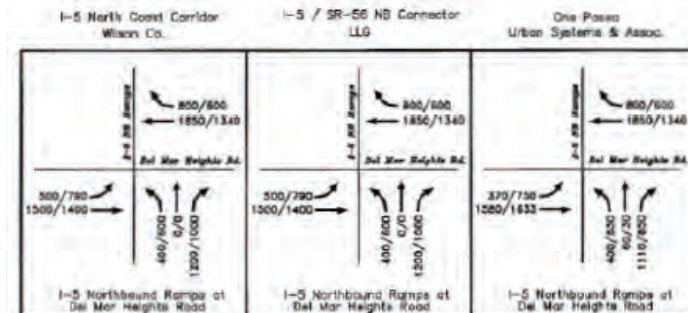 I-5 North Coast Corridor
Wilson Co.
I-5 / SR-56 NB Connector
LLG
One Paseo
Urban Systems & Assoc.
I-5 NB Ramps
800/600
1850/1340
Del Mar Heights Rd.
500/790
1500/1400
400/600
0/0
1200/1000
I-5 Northbound Ramps at
Del Mar Heights Road
I-5 NB Ramps
800/600
1850/1340
Del Mar Heights Rd.
500/790
1500/1400
400/600
0/0
1200/1000
I-5 Northbound Ramps at
Del Mar Heights Road
I-5 NB Ramps
800/600
1850/1340
Del Mar Heights Rd.
370/750
I-5 Northbound Ramps at
Del Mar Heights Road